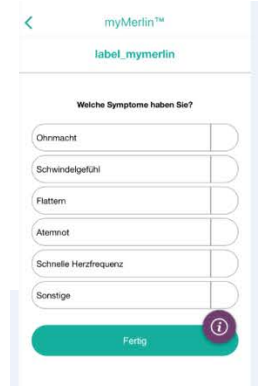 myMerlin™
label_mymerlin
Welche Symptome haben Sie?
Ohnmacht
Schwindelgefühl
Flattern
Atemnot
Schnelle Herzfrequenz
Sonstige
i
Fertig